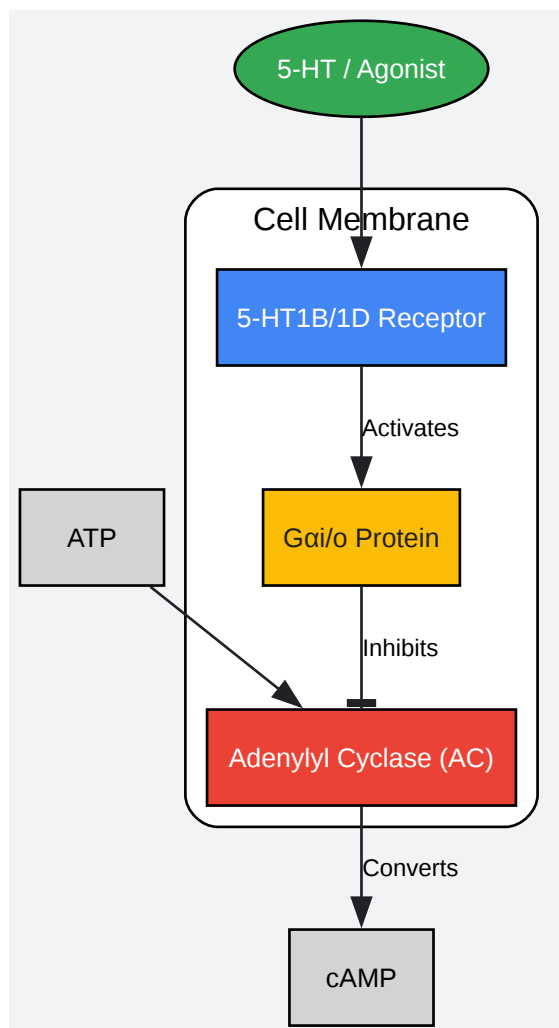 5-HT / Agonist
Cell Membrane
5-HT1B/1D Receptor
Activates
ATP
Gαi/o Protein
Inhibits
Adenylyl Cyclase (AC)
Converts
cAMP